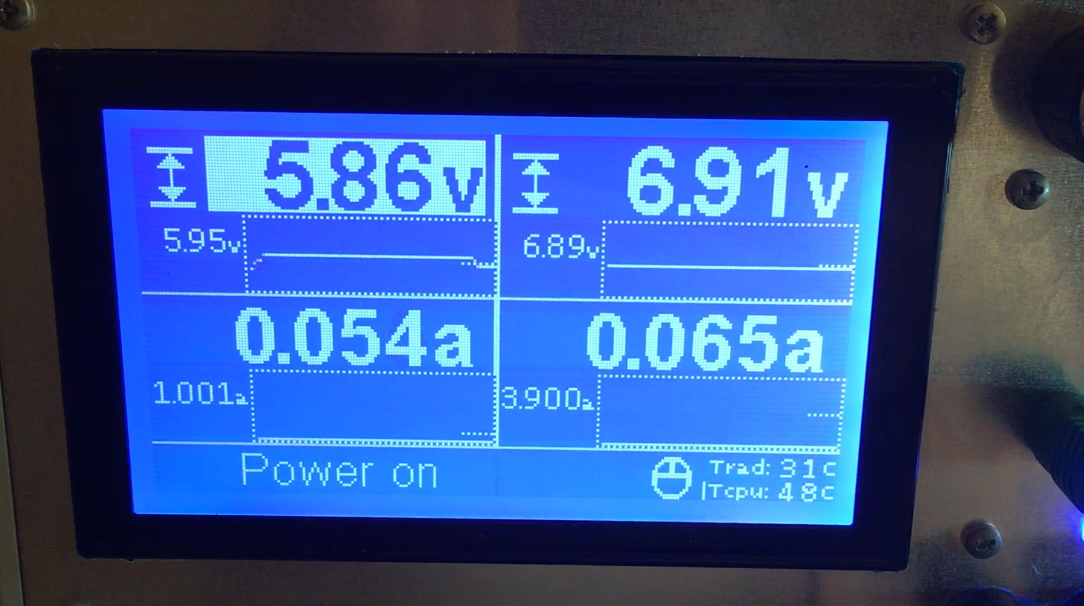 5.86v
6.91v
5.95v
6.89v
0.054a
0.065a
1.001a
3.900a
Power on
Trad: 31c
|Tcpu: 48c